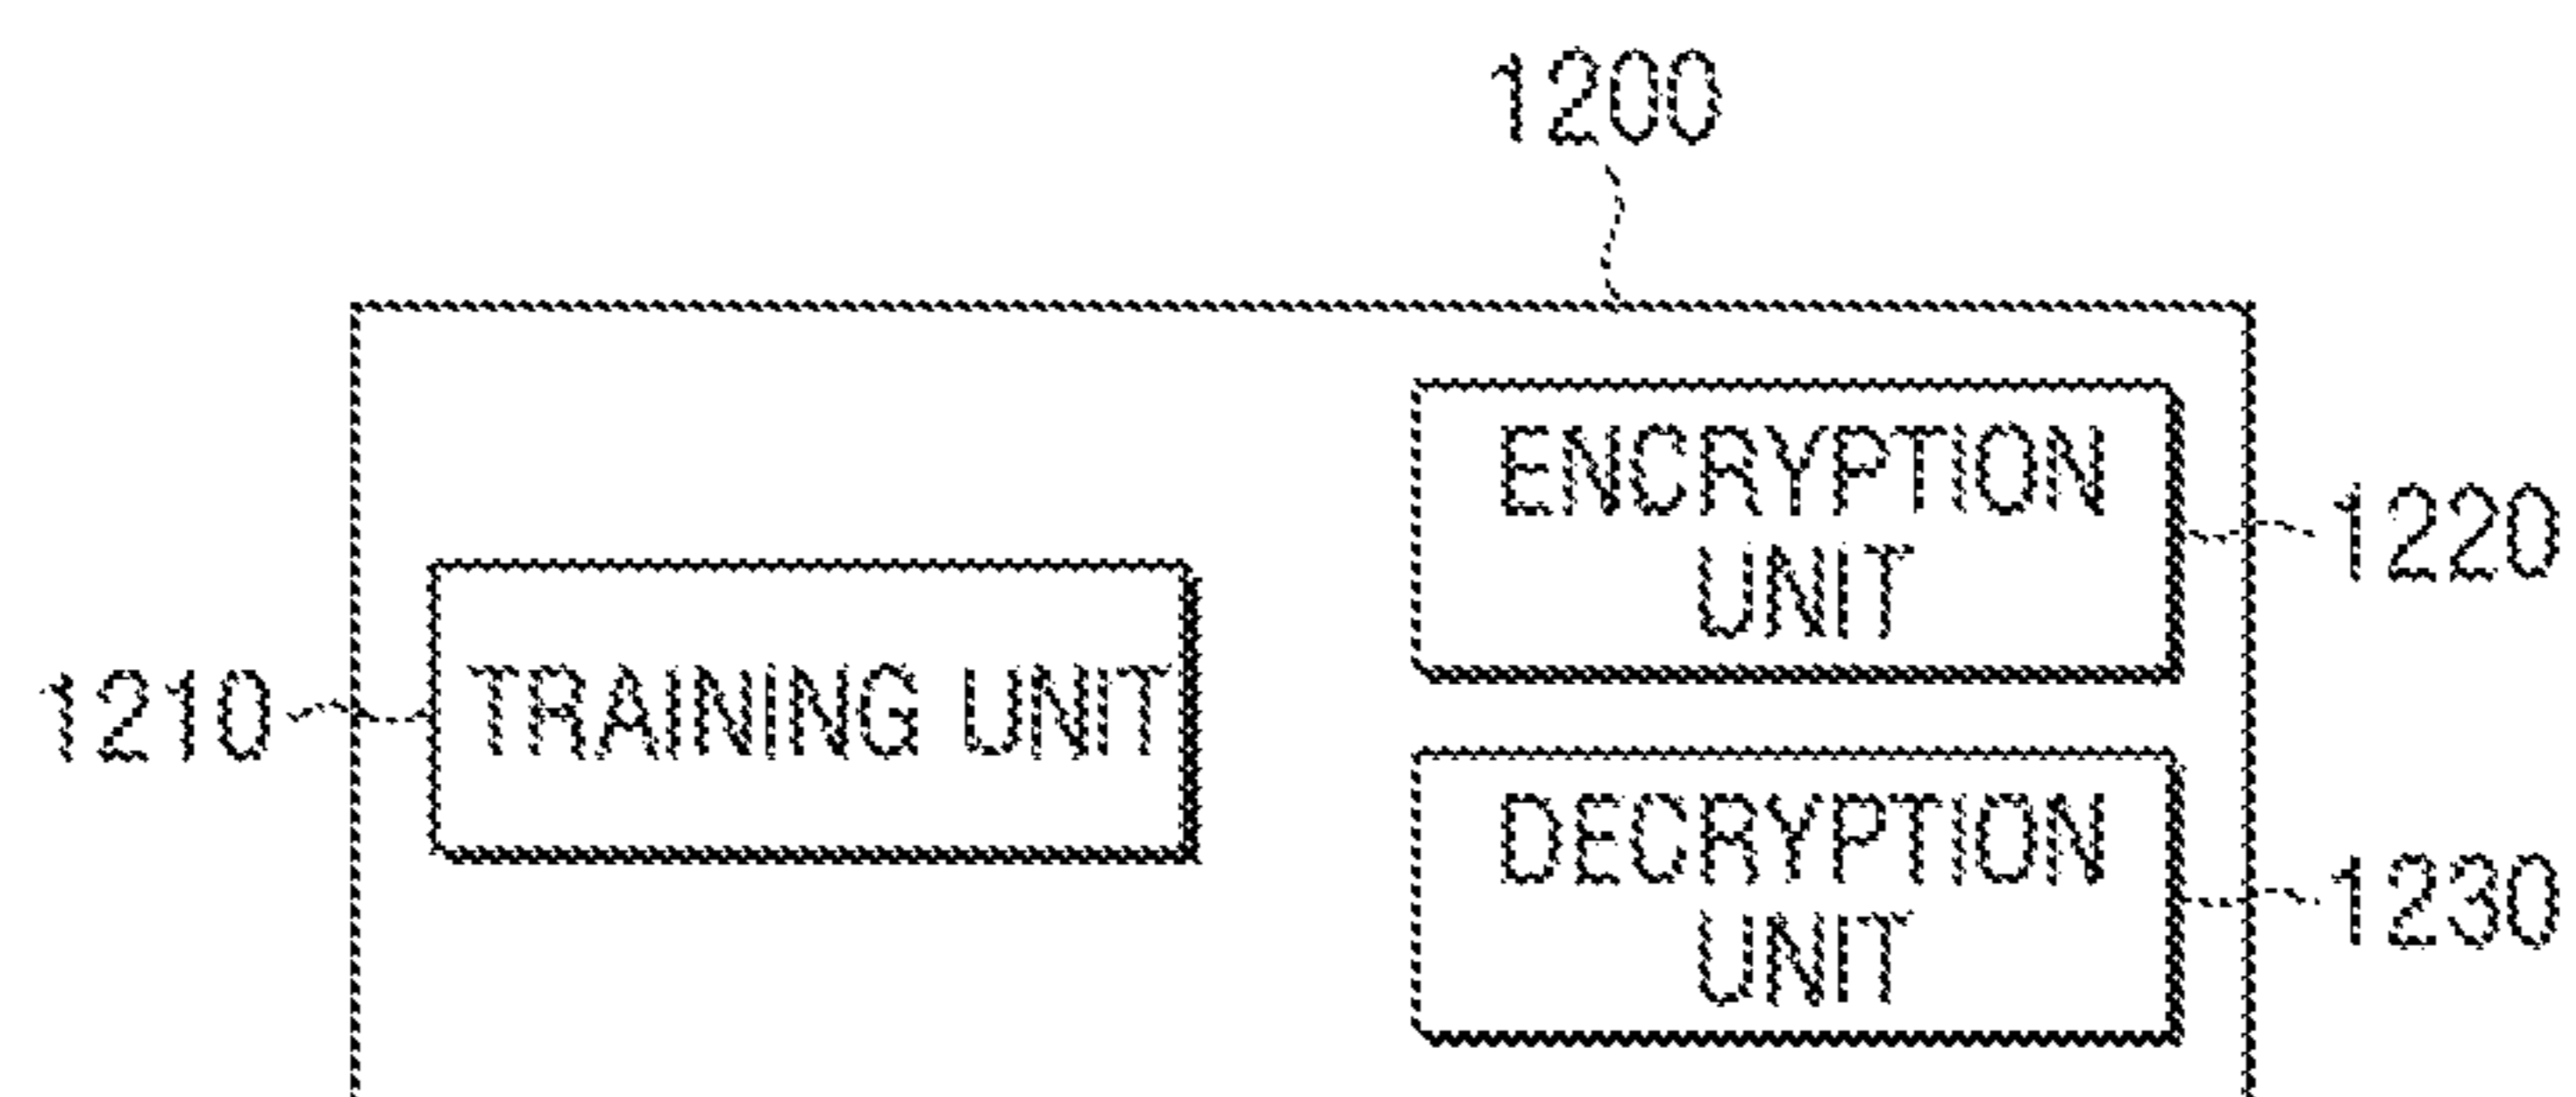 1200
ENCRYPTION
UNIT
1220
1210
TRAINING UNIT
DECRYPTION
UNIT
1230